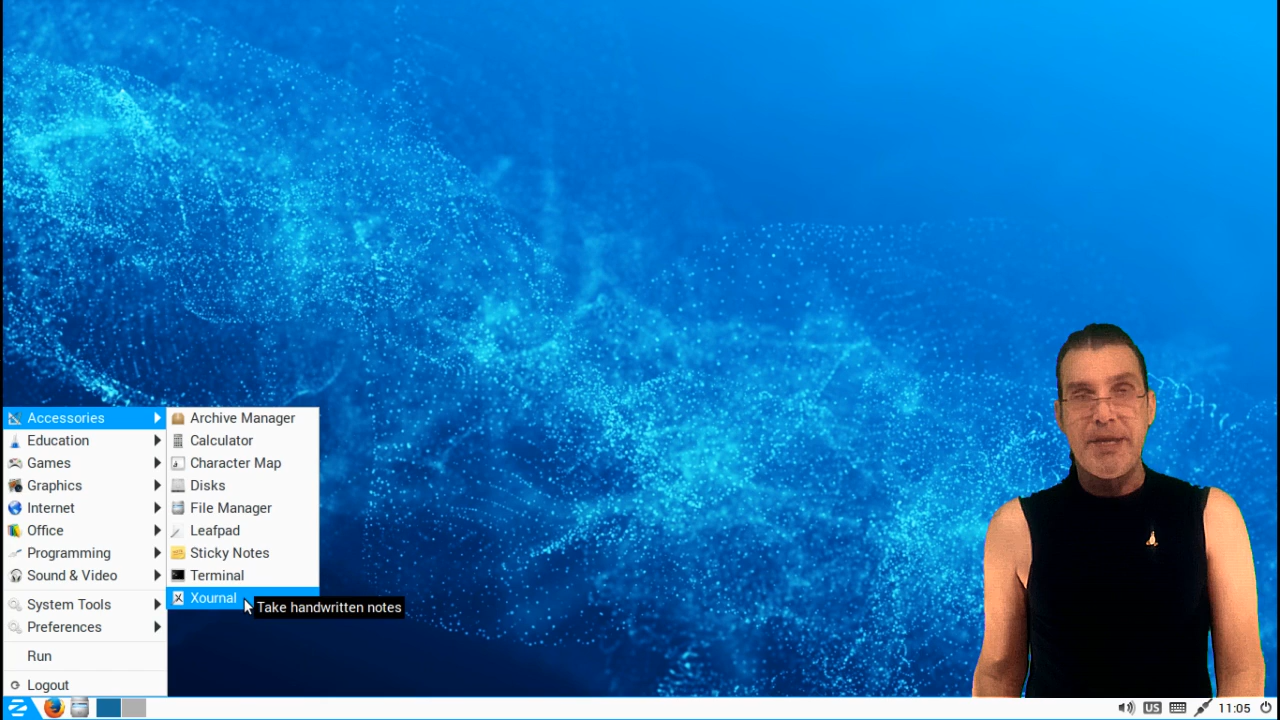 Accessories
Education
Games
Graphics
Internet
Office
Programming
Sound & Video
System Tools
Preferences
Run
Logout
Archive Manager
Calculator
Character Map
Disks
File Manager
Leafpad
Sticky Notes
Terminal
Xournal
Take handwritten notes
US
11:05